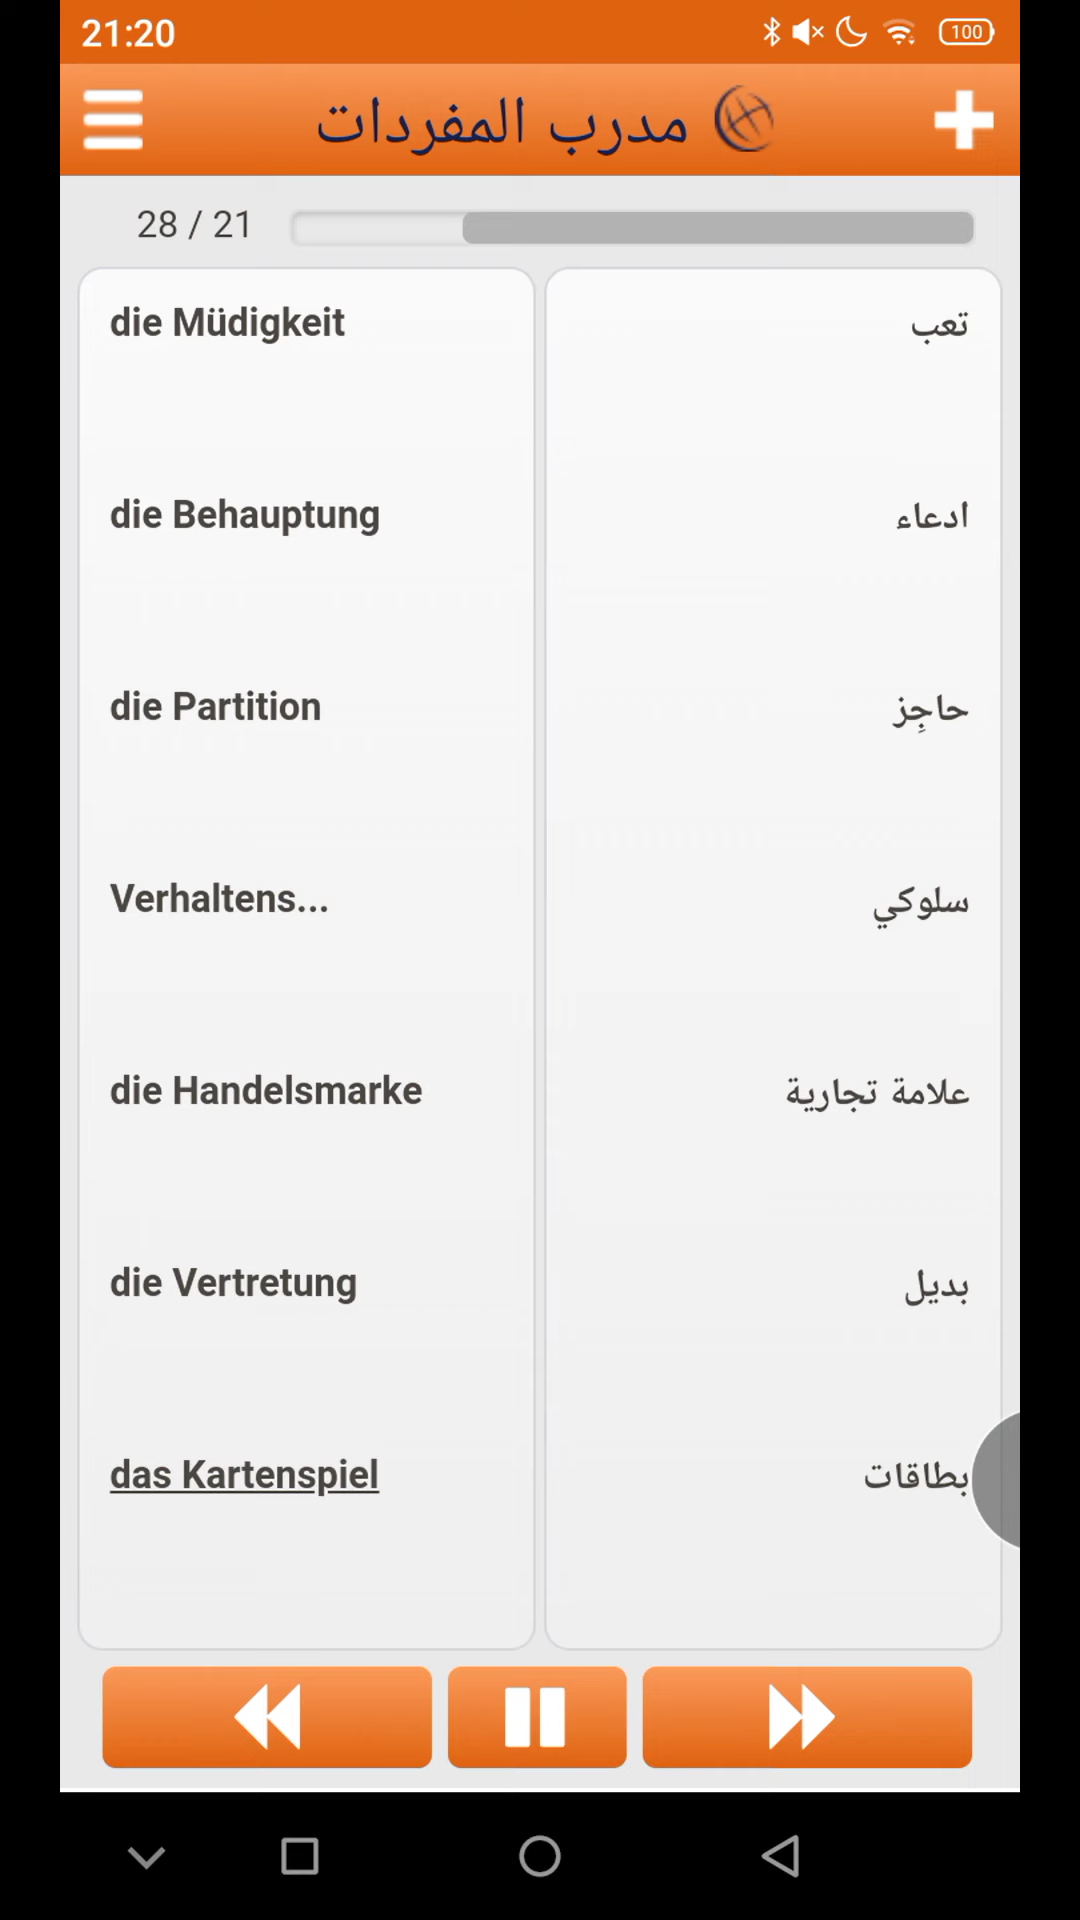 21:20
100
مدرب المفردات
28 / 21
die Müdigkeit
تعب
die Behauptung
ادعاء
die Partition
حاجِز
Verhaltens...
سلوكي
die Handelsmarke
علامة تجارية
die Vertretung
بديل
das Kartenspiel
بطاقات